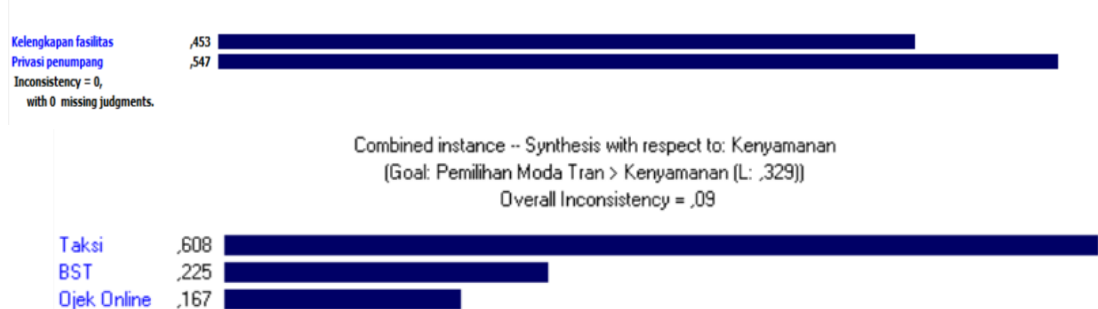 Kelengkapan fasilitas ,453
Privasi penumpang ,547
Inconsistency = 0,
with 0 missing judgments.
Combined instance -- Synthesis with respect to: Kenyamanan
(Goal: Pemilihan Moda Tran > Kenyamanan (L: ,329))
Overall Inconsistency = ,09
Taksi ,608
BST ,225
Ojek Online ,167